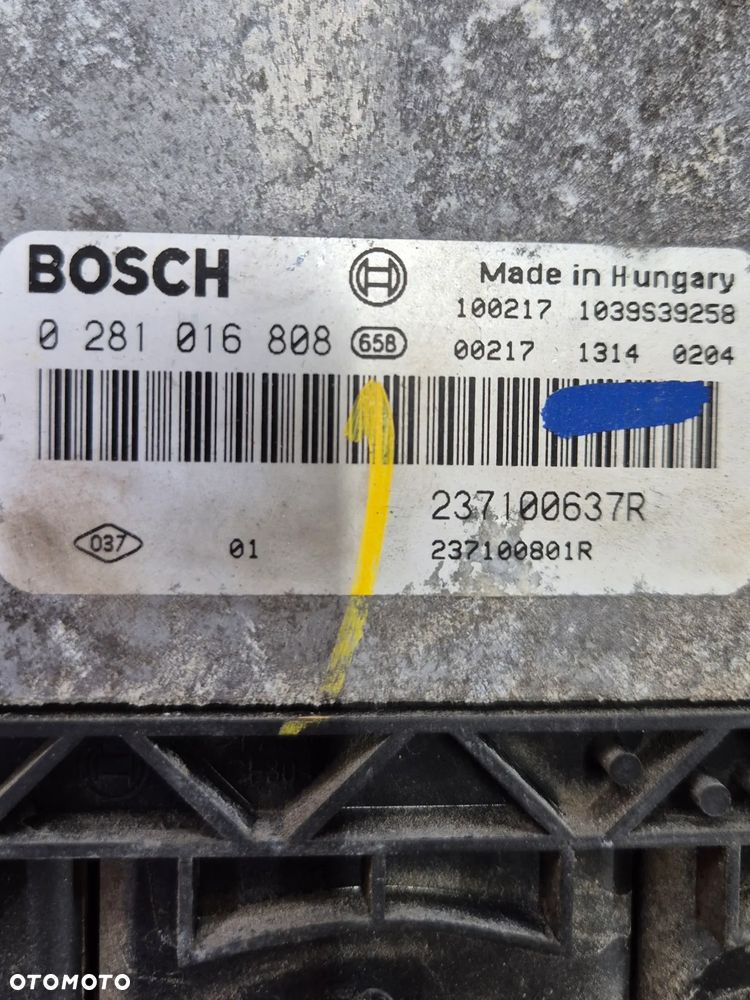 BOSCH
Made in Hungary
100217 1039S39258
0 281 016 808 658
00217 1314 0204
237100637R
037 01 237100801R
OTOMOTO